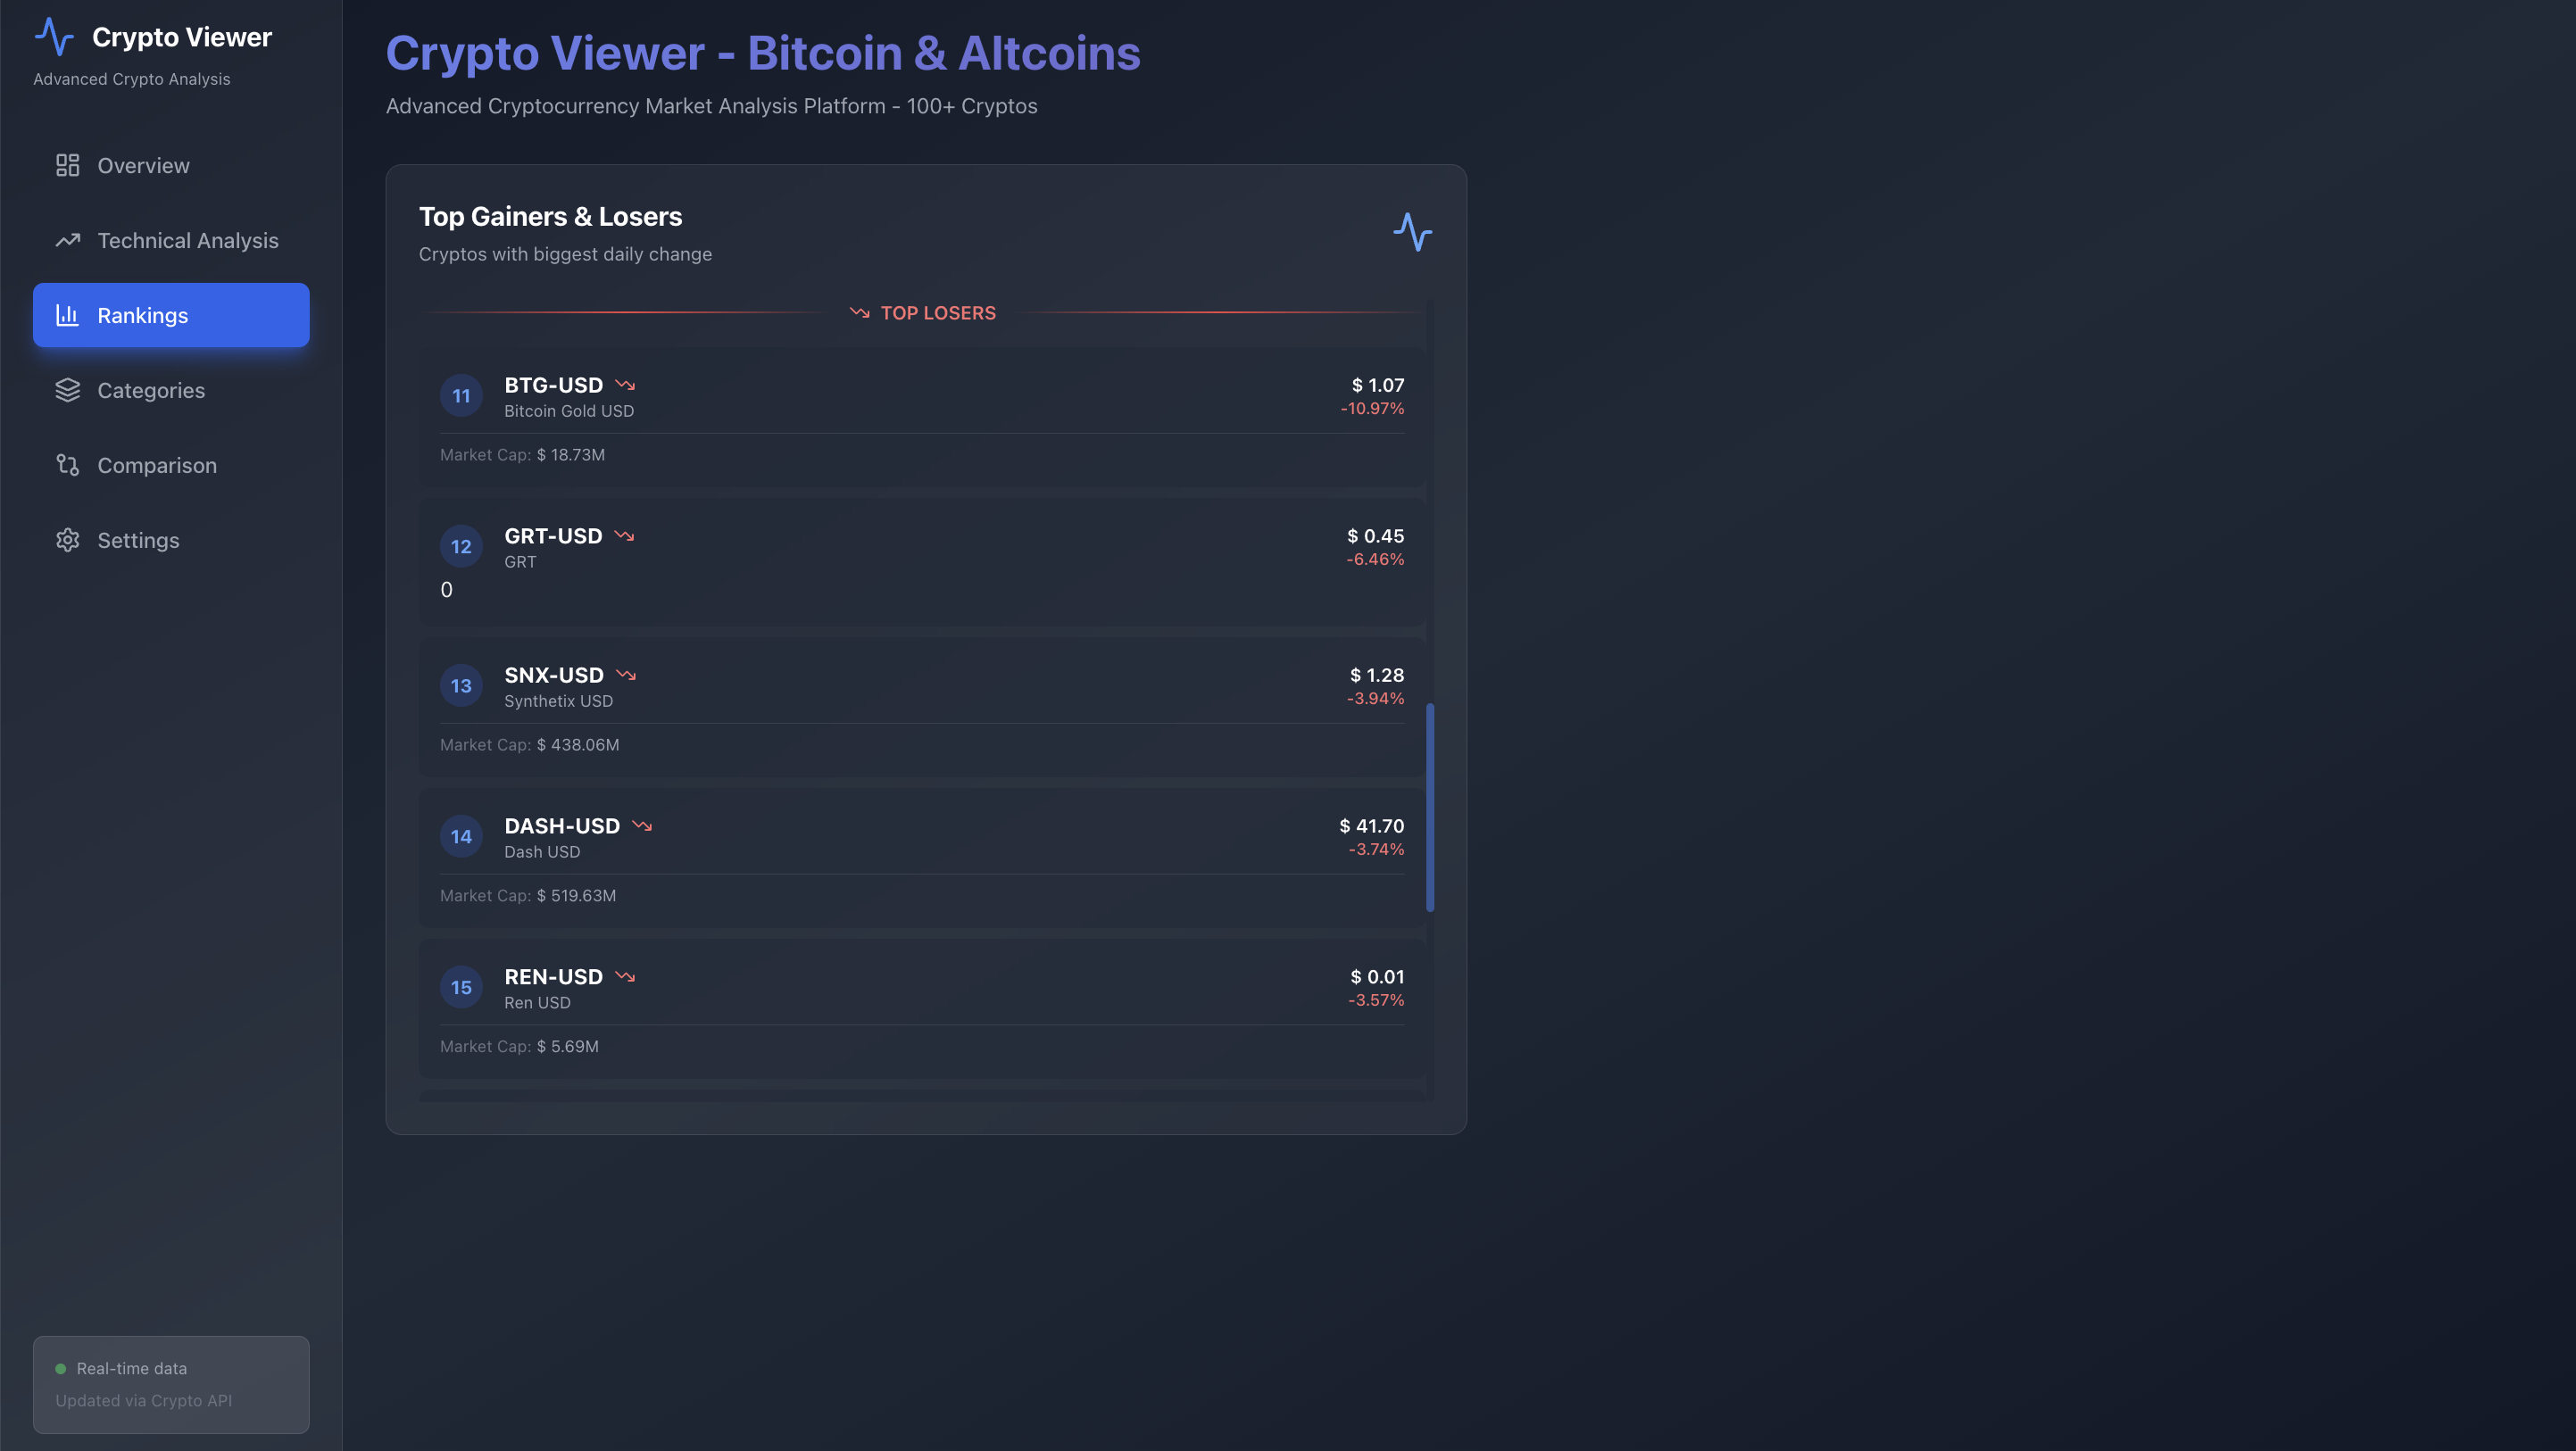 Crypto Viewer
Advanced Crypto Analysis
Overview
Technical Analysis
Rankings
Categories
Comparison
Settings
Real-time data
Updated via Crypto API
Crypto Viewer - Bitcoin & Altcoins
Advanced Cryptocurrency Market Analysis Platform - 100+ Cryptos
Top Gainers & Losers
Cryptos with biggest daily change
TOP LOSERS
11 BTG-USD $ 1.07
Bitcoin Gold USD -10.97%
Market Cap: $ 18.73M
12 GRT-USD $ 0.45
GRT -6.46%
0
13 SNX-USD $ 1.28
Synthetix USD -3.94%
Market Cap: $ 438.06M
14 DASH-USD $ 41.70
Dash USD -3.74%
Market Cap: $ 519.63M
15 REN-USD $ 0.01
Ren USD -3.57%
Market Cap: $ 5.69M